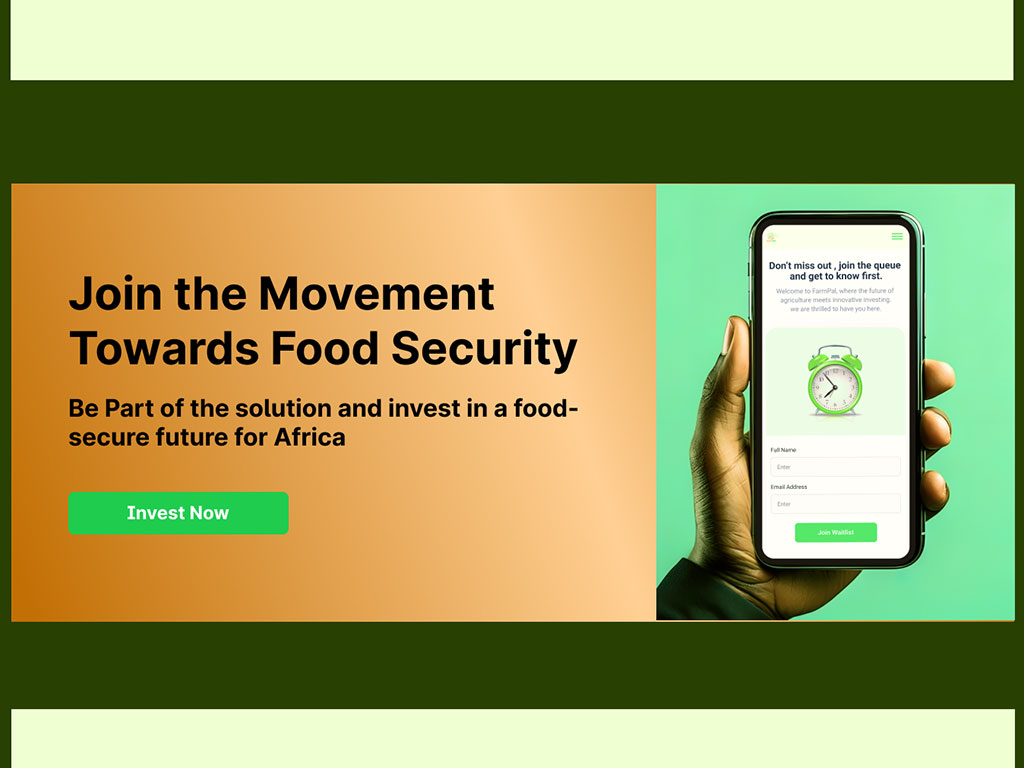 Join the Movement
Towards Food Security
Be Part of the solution and invest in a food-
secure future for Africa
Invest Now
Don't miss out , join the queue
and get to know first.
Welcome to FarmPal, where the future of
agriculture meets innovative investing,
we are thrilled to have you here.
Full Name
Enter
Email Address
Enter
Join Waitlist